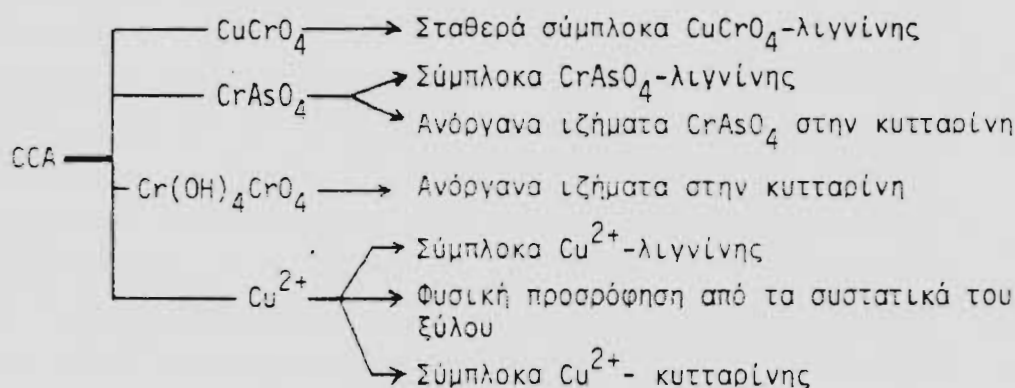 CuCrO₄ → Σταθερά σύμπλοκα CuCrO₄-λιγνίνης
CrAsO₄ → Σύμπλοκα CrAsO₄-λιγνίνης
Ανόργανα ιζήματα CrAsO₄ στην κυτταρίνη
CCA
Cr(OH)₄CrO₄ → Ανόργανα ιζήματα στην κυτταρίνη
Σύμπλοκα Cu²⁺-λιγνίνης
Cu²⁺ → Φυσική προσρόφηση από τα συστατικά του
ξύλου
Σύμπλοκα Cu²⁺- κυτταρίνης